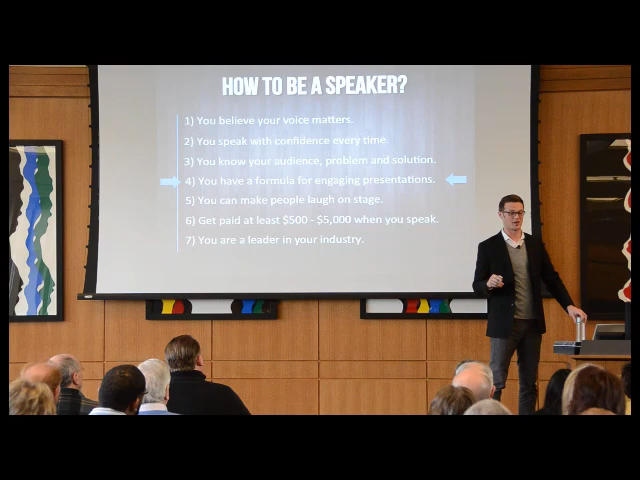 HOW TO BE A SPEAKER?
1) You believe your voice matters.
2) You speak with confidence every time.
3) You know your audience, problem and solution.
4) You have a formula for engaging presentations.
5) You can make people laugh on stage.
6) Get paid at least $500 - $5,000 when you speak.
7) You are a leader in your industry.